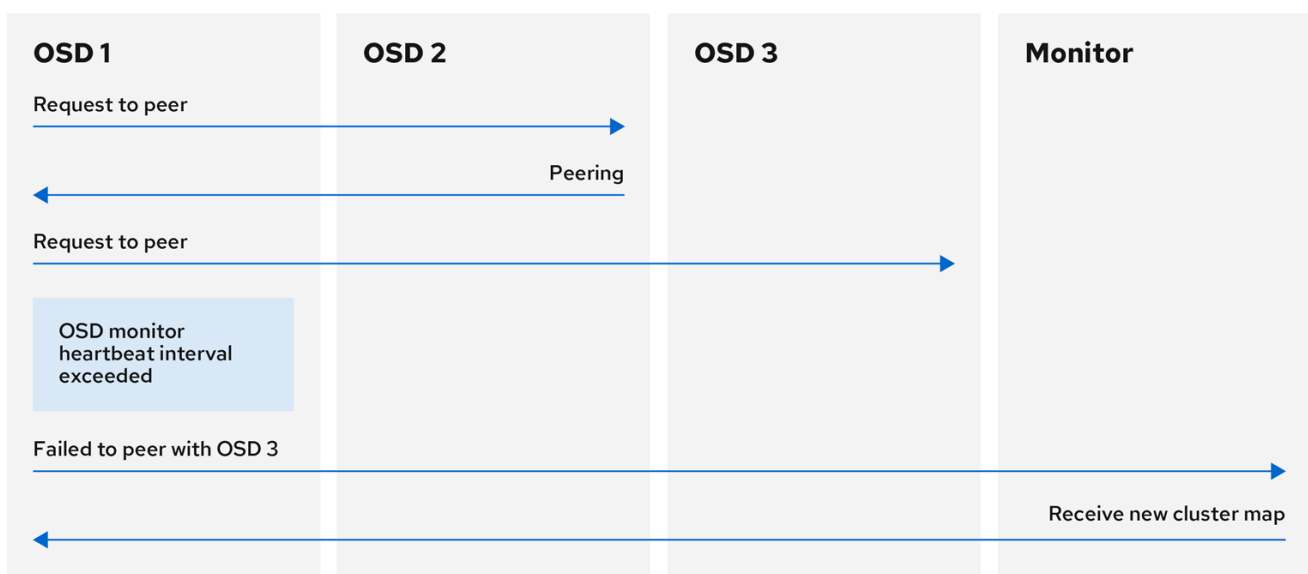 OSD 1
OSD 2
OSD 3
Monitor
Request to peer
Peering
Request to peer
OSD monitor
heartbeat interval
exceeded
Failed to peer with OSD 3
Receive new cluster map